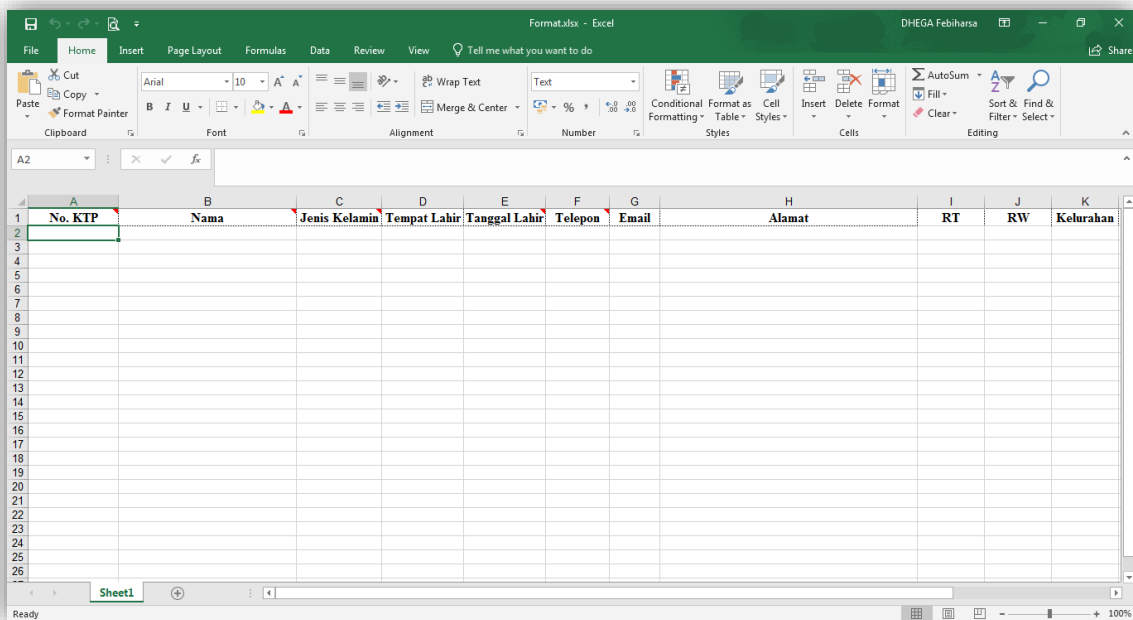 Format.xlsx - Excel
DHEGA Febiharsa
File Home Insert Page Layout Formulas Data Review View Tell me what you want to do Share
Paste
Cut
Copy
Format Painter
Clipboard
Arial 10
B I U
Font
Wrap Text
Merge & Center
Alignment
Text
%
Number
Conditional Formatting
Format as Table
Cell Styles
Styles
Insert Delete Format
Cells
AutoSum
Fill
Clear
Sort & Filter
Find & Select
Editing
A2 fx
A B C D E F G H I J K
1 No. KTP Nama Jenis Kelamin Tempat Lahir Tanggal Lahir Telepon Email Alamat RT RW Kelurahan
2
3
4
5
6
7
8
9
10
11
12
13
14
15
16
17
18
19
20
21
22
23
24
25
26
Sheet1
Ready 100%